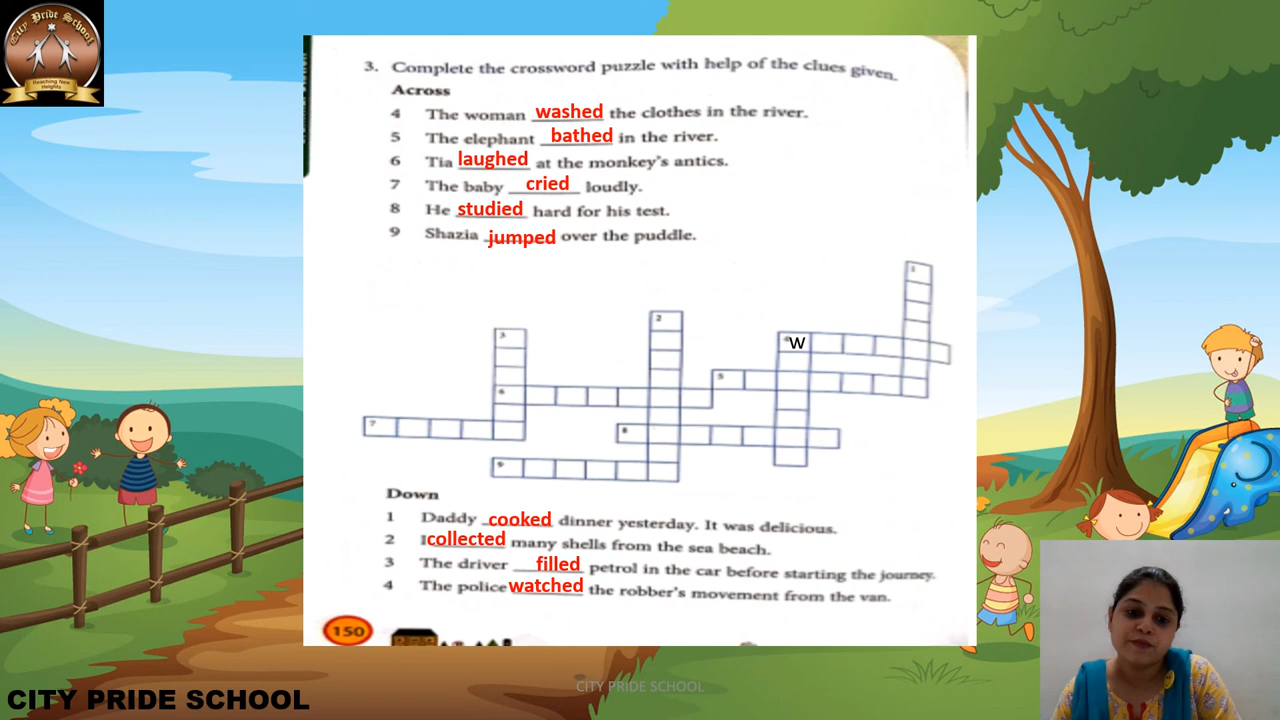 City Pride School
Reaching New
Heights
3. Complete the crossword puzzle with help of the clues given.
Across
4 The woman washed the clothes in the river.
5 The elephant bathed in the river.
6 Tia laughed at the monkey's antics.
7 The baby cried loudly.
8 He studied hard for his test.
9 Shazia jumped over the puddle.
1
2
3
4 W
5
6
7
8
9
Down
1 Daddy cooked dinner yesterday. It was delicious.
2 I collected many shells from the sea beach.
3 The driver filled petrol in the car before starting the journey.
4 The police watched the robber's movement from the van.
150
CITY PRIDE SCHOOL
CITY PRIDE SCHOOL